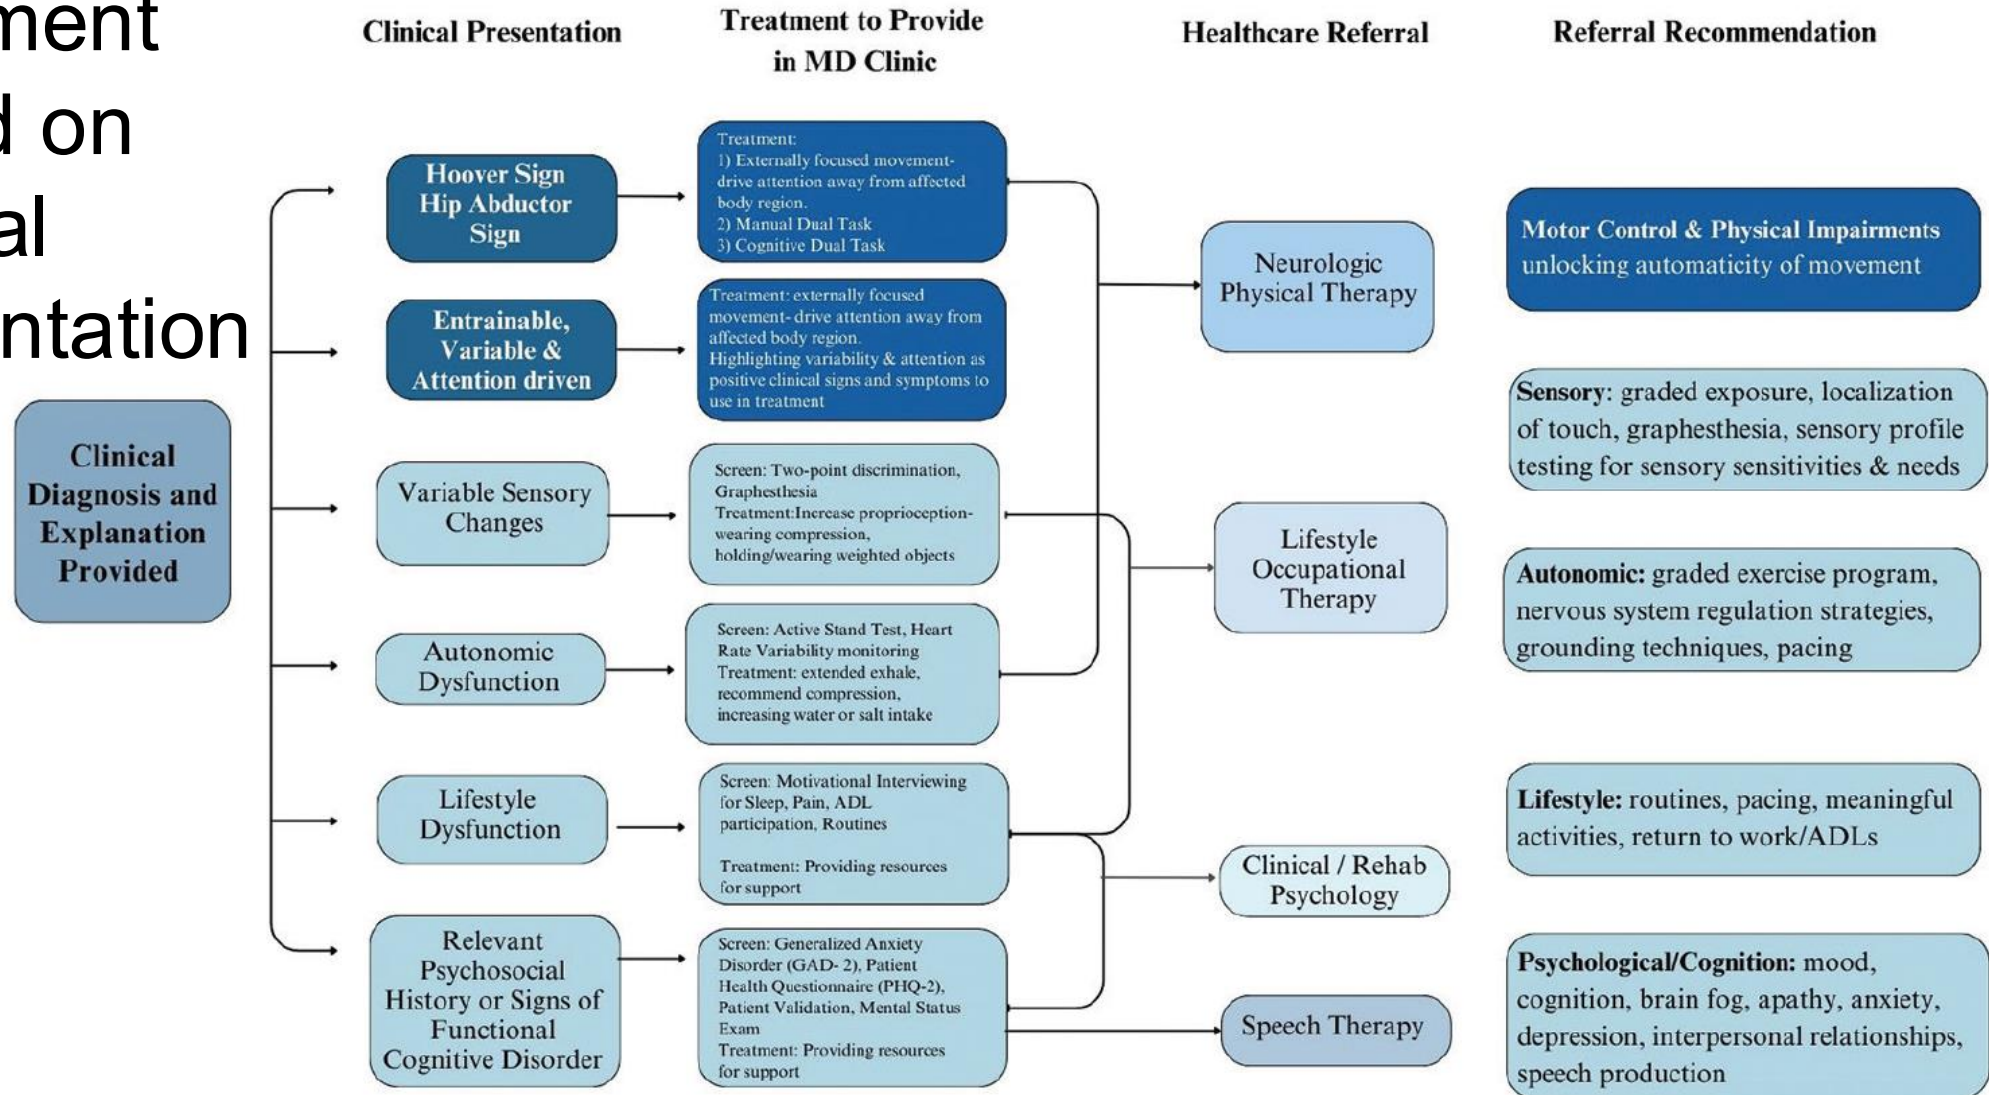 ment
d on
al
ntation
Clinical Presentation
Treatment to Provide
in MD Clinic
Healthcare Referral
Referral Recommendation
Clinical
Diagnosis and
Explanation
Provided
Hoover Sign
Hip Abductor
Sign
Treatment:
1) Externally focused movement-
drive attention away from affected
body region.
2) Manual Dual Task
3) Cognitive Dual Task
Entrainable,
Variable &
Attention driven
Treatment: externally focused
movement- drive attention away from
affected body region.
Highlighting variability & attention as
positive clinical signs and symptoms to
use in treatment
Variable Sensory
Changes
Screen: Two-point discrimination,
Graphesthesia
Treatment:Increase proprioception-
wearing compression,
holding/wearing weighted objects
Autonomic
Dysfunction
Screen: Active Stand Test, Heart
Rate Variability monitoring
Treatment: extended exhale,
recommend compression,
increasing water or salt intake
Lifestyle
Dysfunction
Screen: Motivational Interviewing
for Sleep, Pain, ADL
participation, Routines
Treatment: Providing resources
for support
Relevant
Psychosocial
History or Signs of
Functional
Cognitive Disorder
Screen: Generalized Anxiety
Disorder (GAD- 2), Patient
Health Questionnaire (PHQ-2),
Patient Validation, Mental Status
Exam
Treatment: Providing resources
for support
Neurologic
Physical Therapy
Lifestyle
Occupational
Therapy
Clinical / Rehab
Psychology
Speech Therapy
Motor Control & Physical Impairments
unlocking automaticity of movement
Sensory: graded exposure, localization
of touch, graphesthesia, sensory profile
testing for sensory sensitivities & needs
Autonomic: graded exercise program,
nervous system regulation strategies,
grounding techniques, pacing
Lifestyle: routines, pacing, meaningful
activities, return to work/ADLs
Psychological/Cognition: mood,
cognition, brain fog, apathy, anxiety,
depression, interpersonal relationships,
speech production